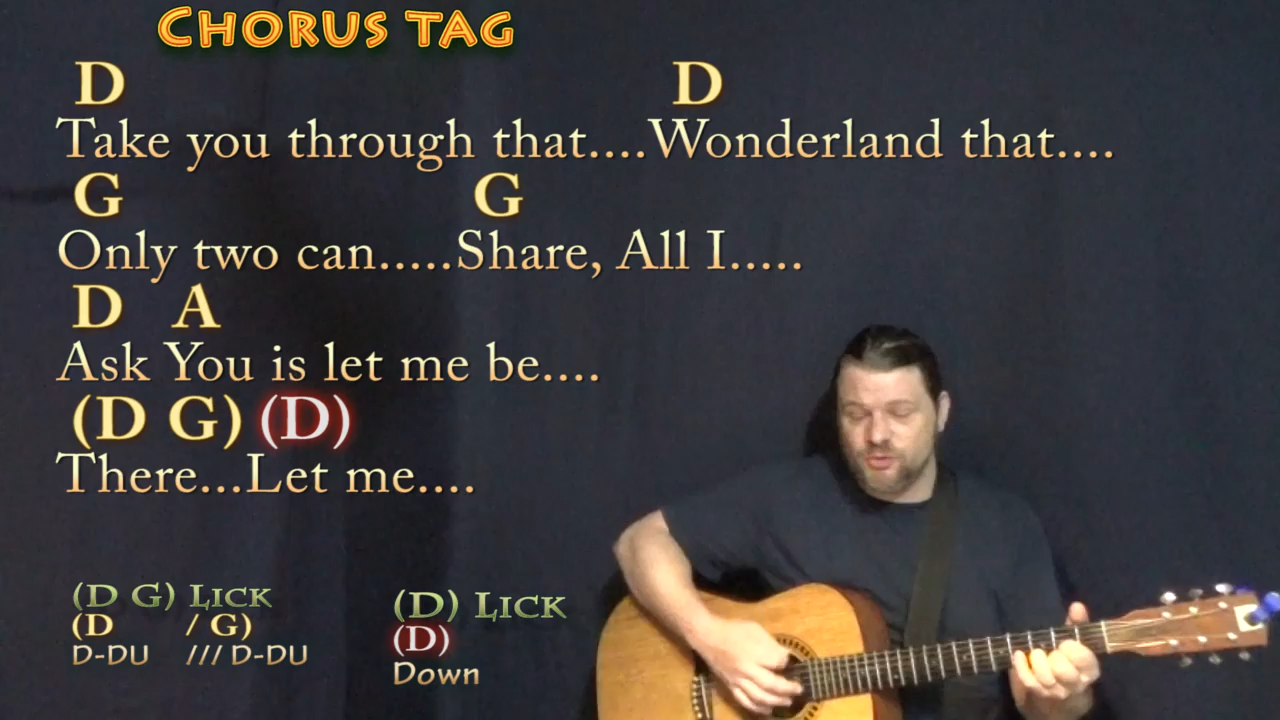 Chorus Tag
D D
Take you through that....Wonderland that....
G G
Only two can.....Share, All I.....
D A
Ask You is let me be....
(D G) (D)
There...Let me....
(D G) Lick
(D / G)
D-DU /// D-DU
(D) Lick
(D)
Down